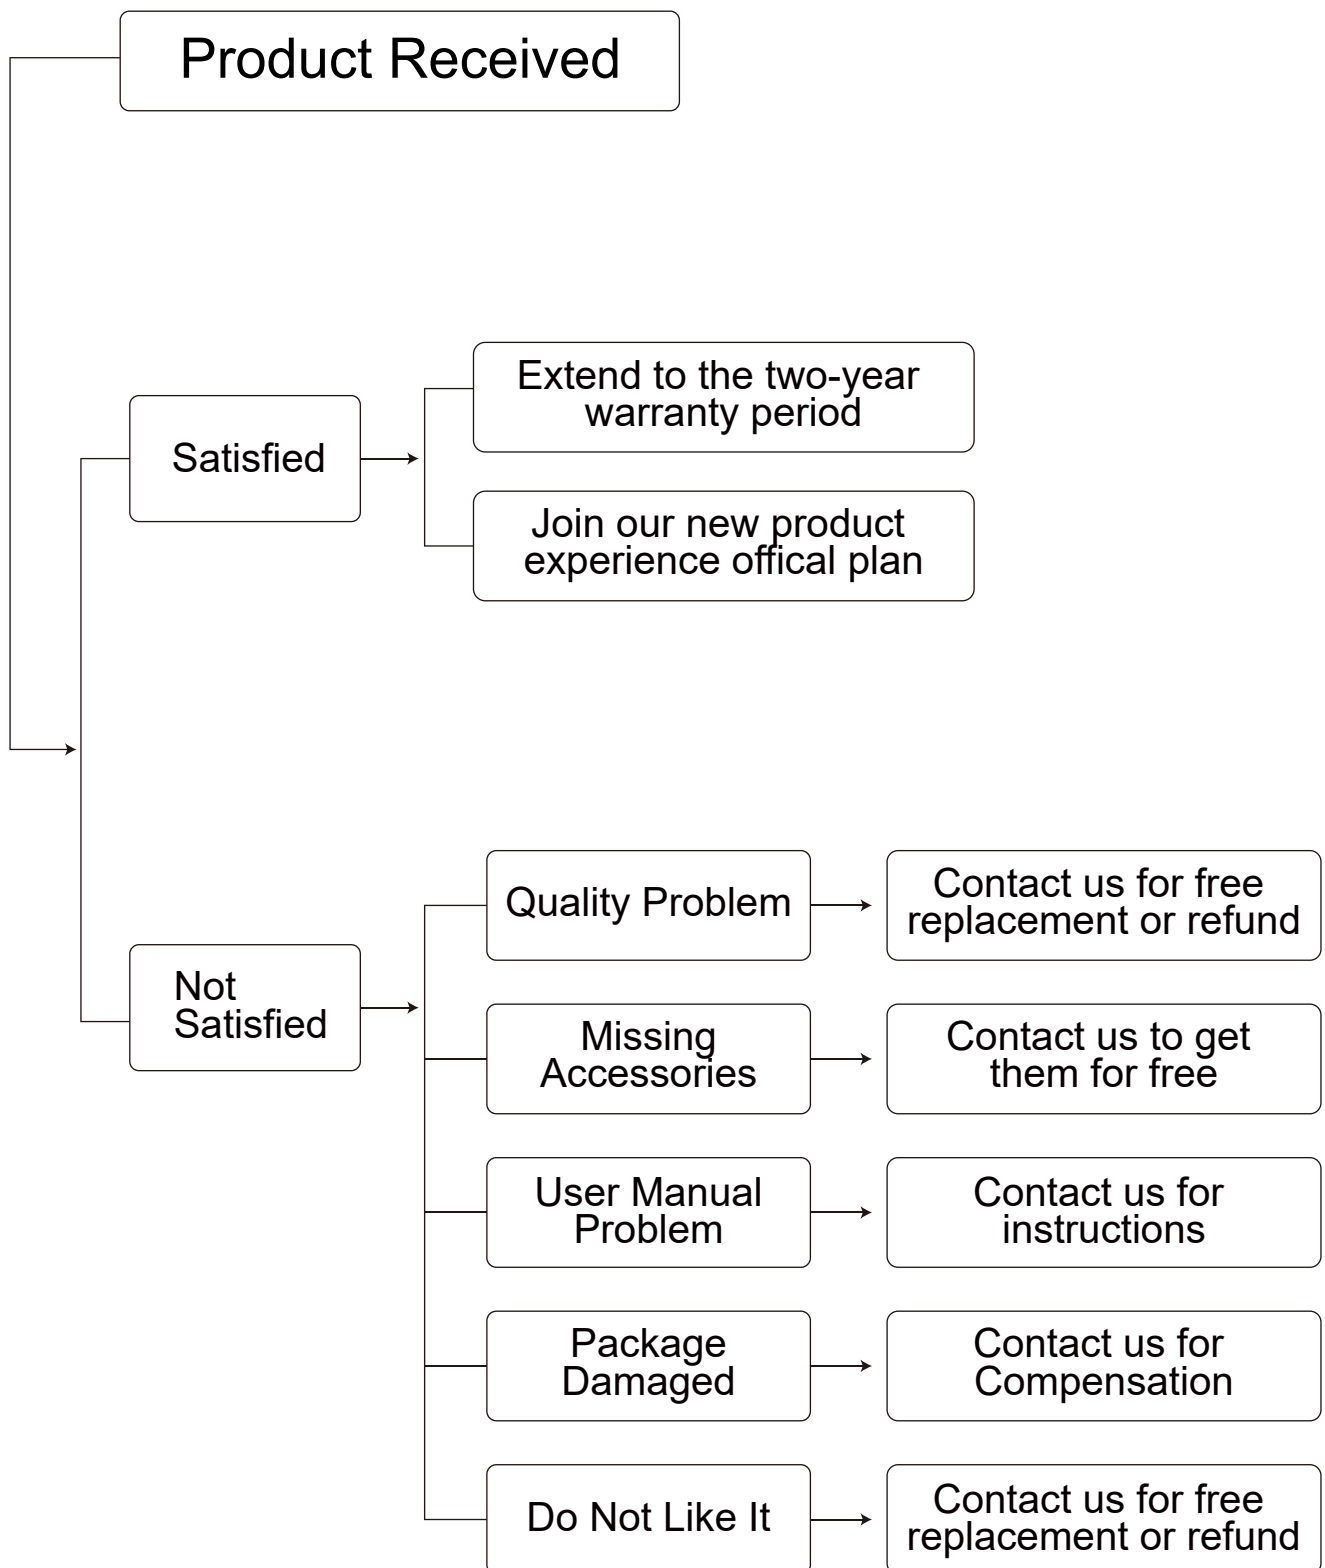 Product Received
Extend to the two-year
warranty period
Satisfied
Join our new product
experience offical plan
Not
Satisfied
Quality Problem
Contact us for free
replacement or refund
Missing
Accessories
Contact us to get
them for free
User Manual
Problem
Contact us for
instructions
Package
Damaged
Contact us for
Compensation
Do Not Like It
Contact us for free
replacement or refund